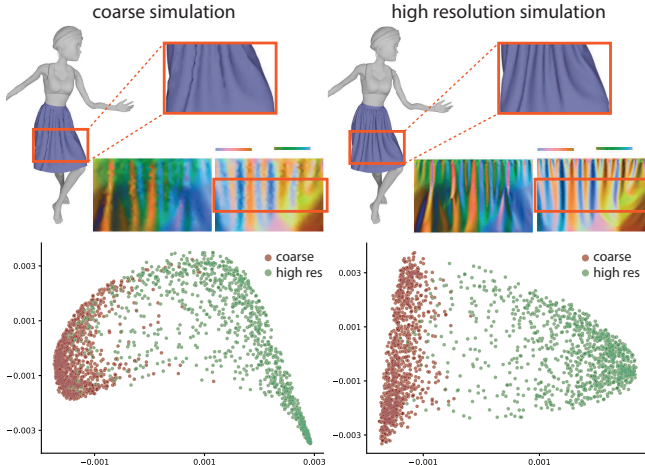 coarse simulation
high resolution simulation
coarse
high res
0.003
0.001
−0.001
−0.003
−0.001
0.001
0.003
coarse
high res
0.003
0.001
−0.001
−0.003
−0.001
0.001